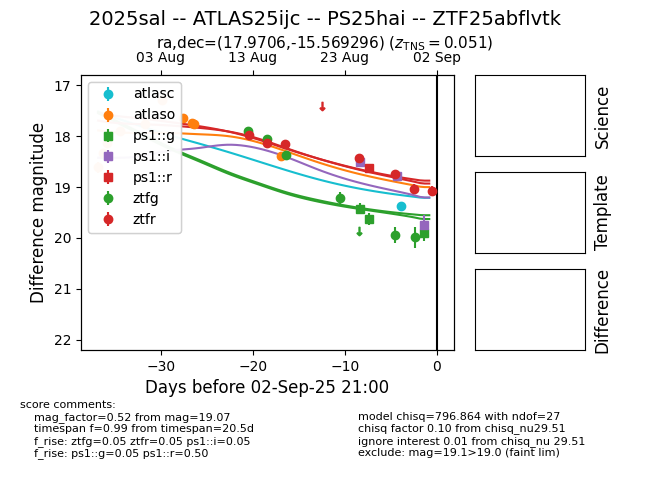 2025sal -- ATLAS25ijc -- PS25hai -- ZTF25abflvtk
ra,dec=(17.9706,-15.569296) (zTNS = 0.051)
03 Aug 13 Aug 23 Aug 02 Sep
17
18
19
20
21
22
Difference magnitude
atlasc
atlaso
ps1::g
ps1::i
ps1::r
ztfg
ztfr
−30 −20 −10 0
Days before 02-Sep-25 21:00
Science
Template
Difference
score comments:
mag_factor=0.52 from mag=19.07
timespan f=0.99 from timespan=20.5d
f_rise: ztfg=0.05 ztfr=0.05 ps1::i=0.05
f_rise: ps1::g=0.05 ps1::r=0.50
model chisq=796.864 with ndof=27
chisq factor 0.10 from chisq_nu29.51
ignore interest 0.01 from chisq_nu 29.51
exclude: mag=19.1>19.0 (faint lim)